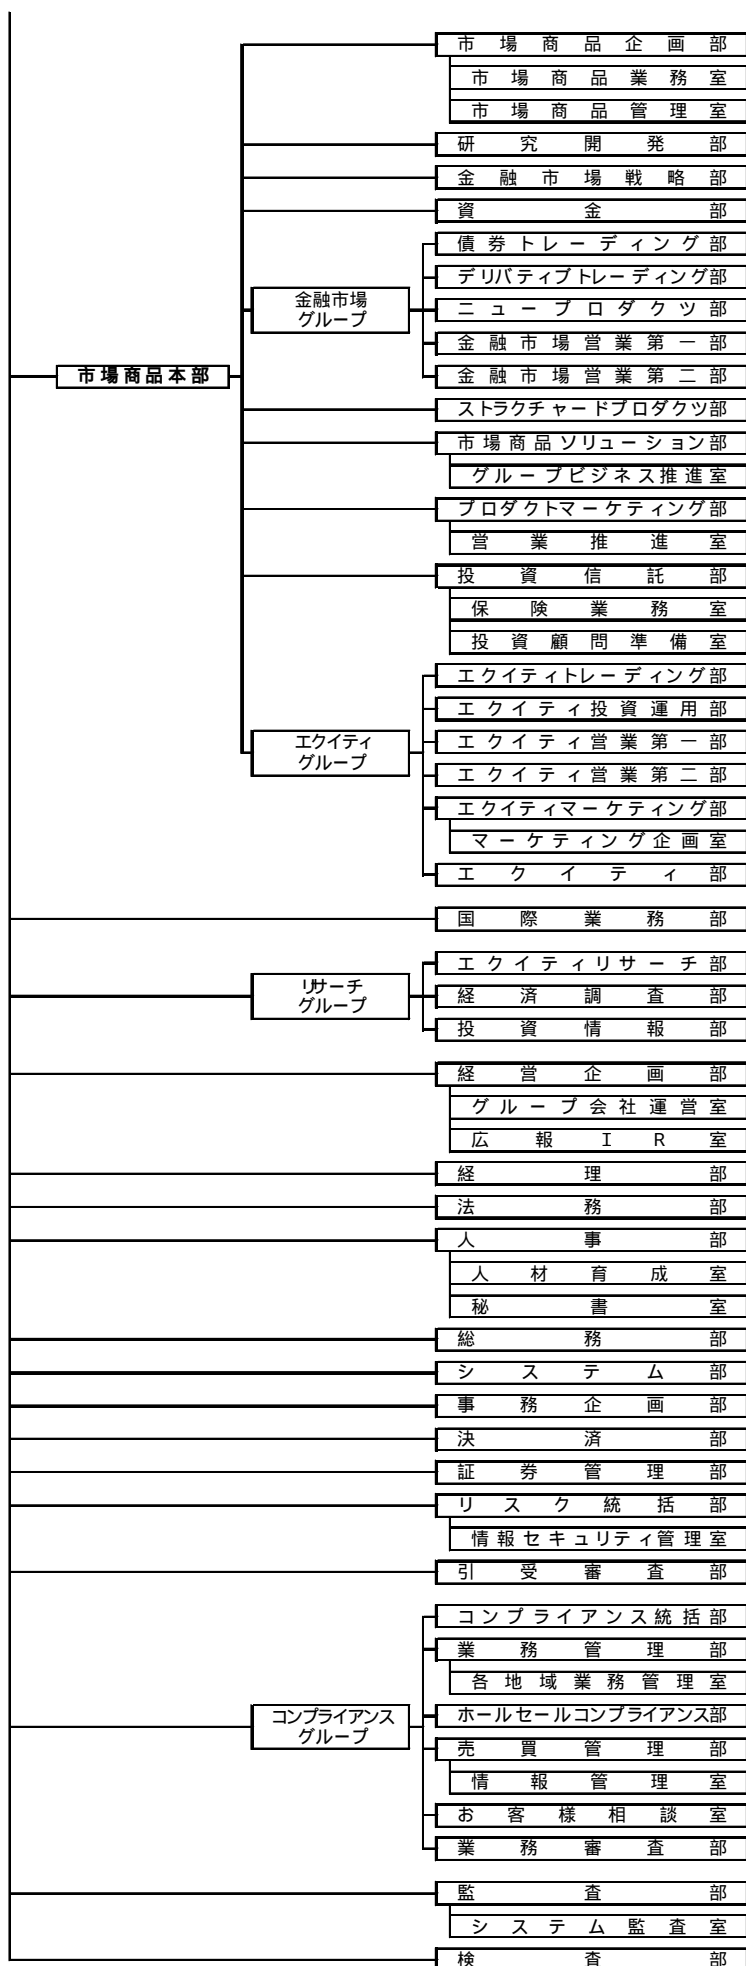 市場商品企画部
市場商品業務室
市場商品管理室
研究開発部
金融市場戦略部
資金部
債券トレーディング部
デリバティブトレーディング部
金融市場
グループ
ニュープロダクツ部
金融市場営業第一部
市場商品本部
金融市場営業第二部
ストラクチャードプロダクツ部
市場商品ソリューション部
グループビジネス推進室
プロダクトマーケティング部
営業推進室
投資信託部
保険業務室
投資顧問準備室
エクイティトレーディング部
エクイティ投資運用部
エクイティ
グループ
エクイティ営業第一部
エクイティ営業第二部
エクイティマーケティング部
マーケティング企画室
エクイティ部
国際業務部
エクイティリサーチ部
リサーチ
グループ
経済調査部
投資情報部
経営企画部
グループ会社運営室
広報IR室
経理部
法務部
人事部
人材育成室
秘書室
総務部
システム部
事務企画部
決済部
証券管理部
リスク統括部
情報セキュリティ管理室
引受審査部
コンプライアンス統括部
業務管理部
各地域業務管理室
コンプライアンス
グループ
ホールセールコンプライアンス部
売買管理部
情報管理室
お客様相談室
業務審査部
監査部
システム監査室
検査部